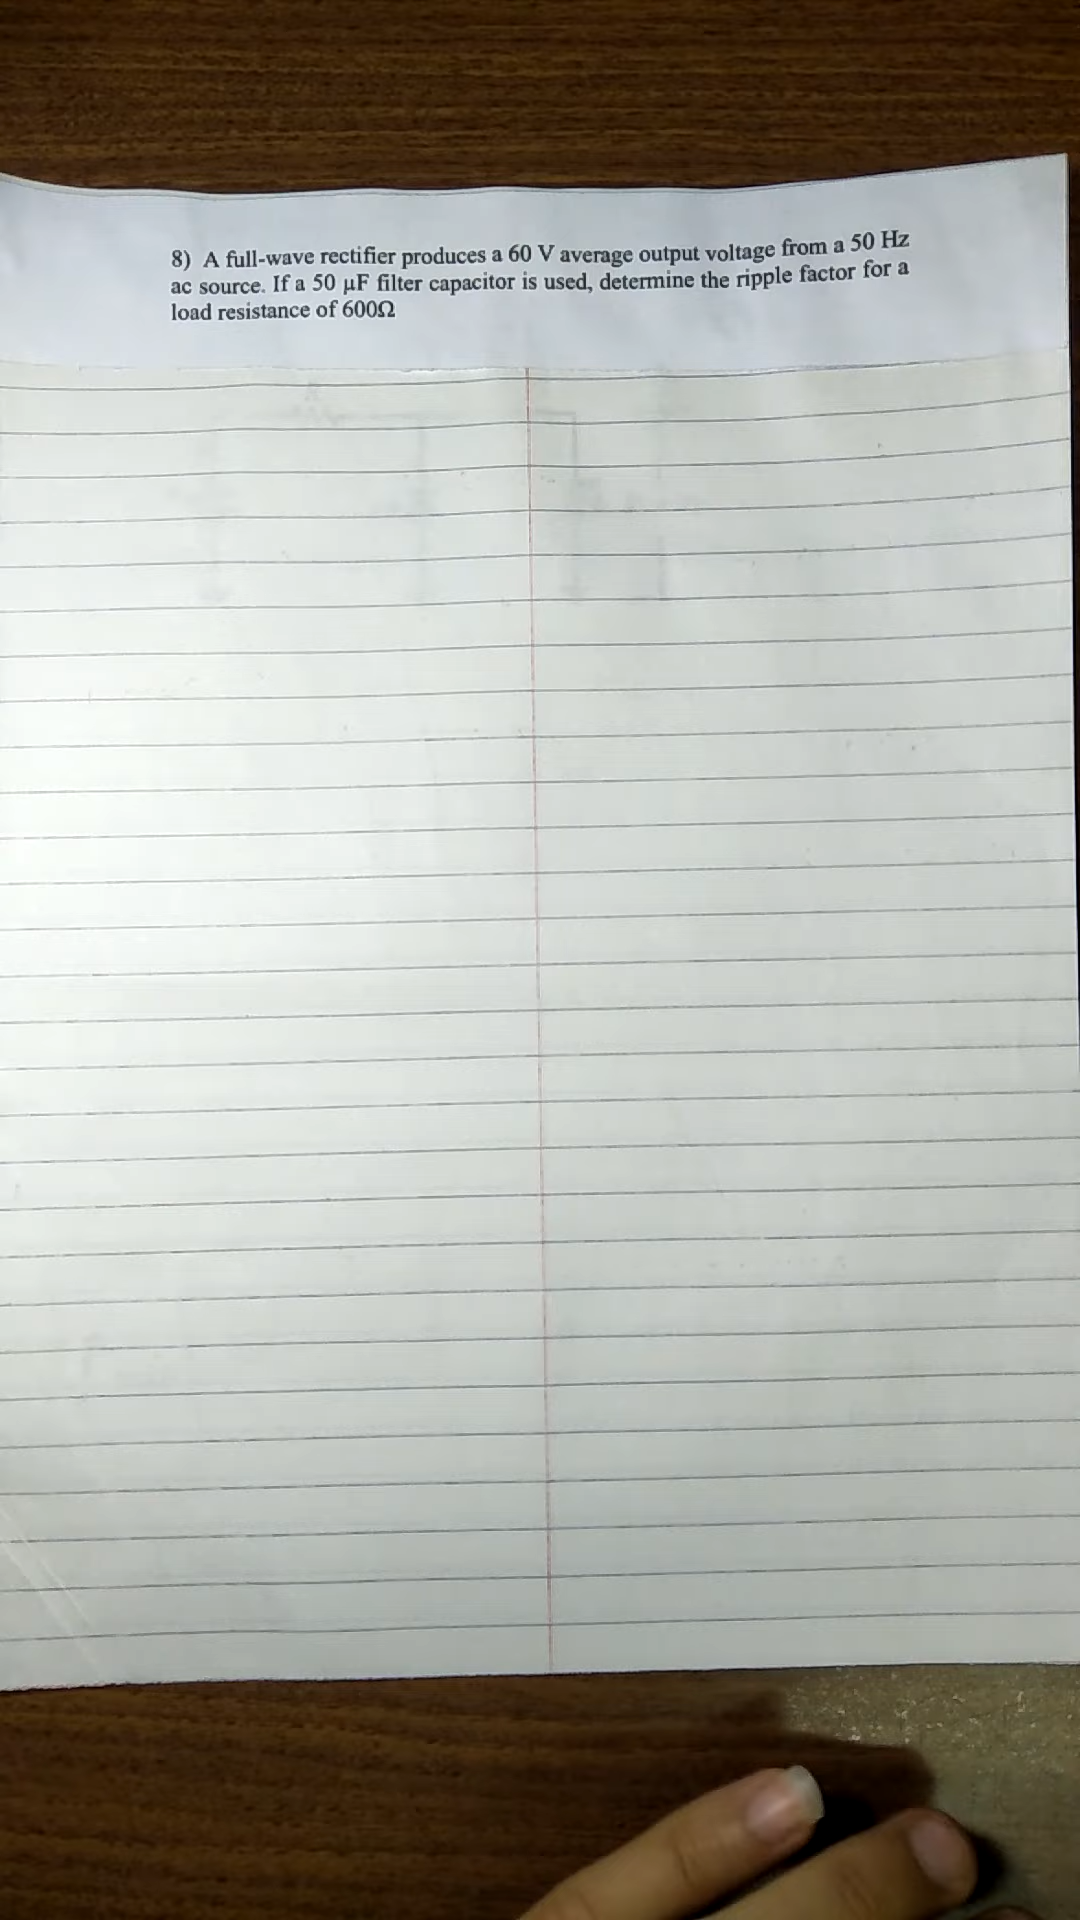 8) A full-wave rectifier produces a 60 V average output voltage from a 50 Hz
ac source. If a 50 μF filter capacitor is used, determine the ripple factor for a
load resistance of 600Ω